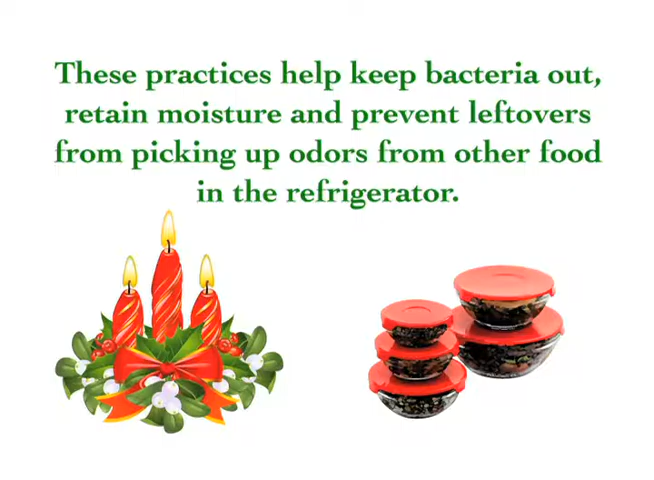 These practices help keep bacteria out,
retain moisture and prevent leftovers
from picking up odors from other food
in the refrigerator.